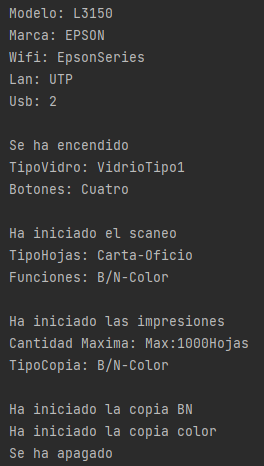 Modelo: L3150
Marca: EPSON
Wifi: EpsonSeries
Lan: UTP
Usb: 2
Se ha encendido
TipoVidro: VidrioTipo1
Botones: Cuatro
Ha iniciado el scaneo
TipoHojas: Carta-Oficio
Funciones: B/N-Color
Ha iniciado las impresiones
Cantidad Maxima: Max:1000Hojas
TipoCopia: B/N-Color
Ha iniciado la copia BN
Ha iniciado la copia color
Se ha apagado